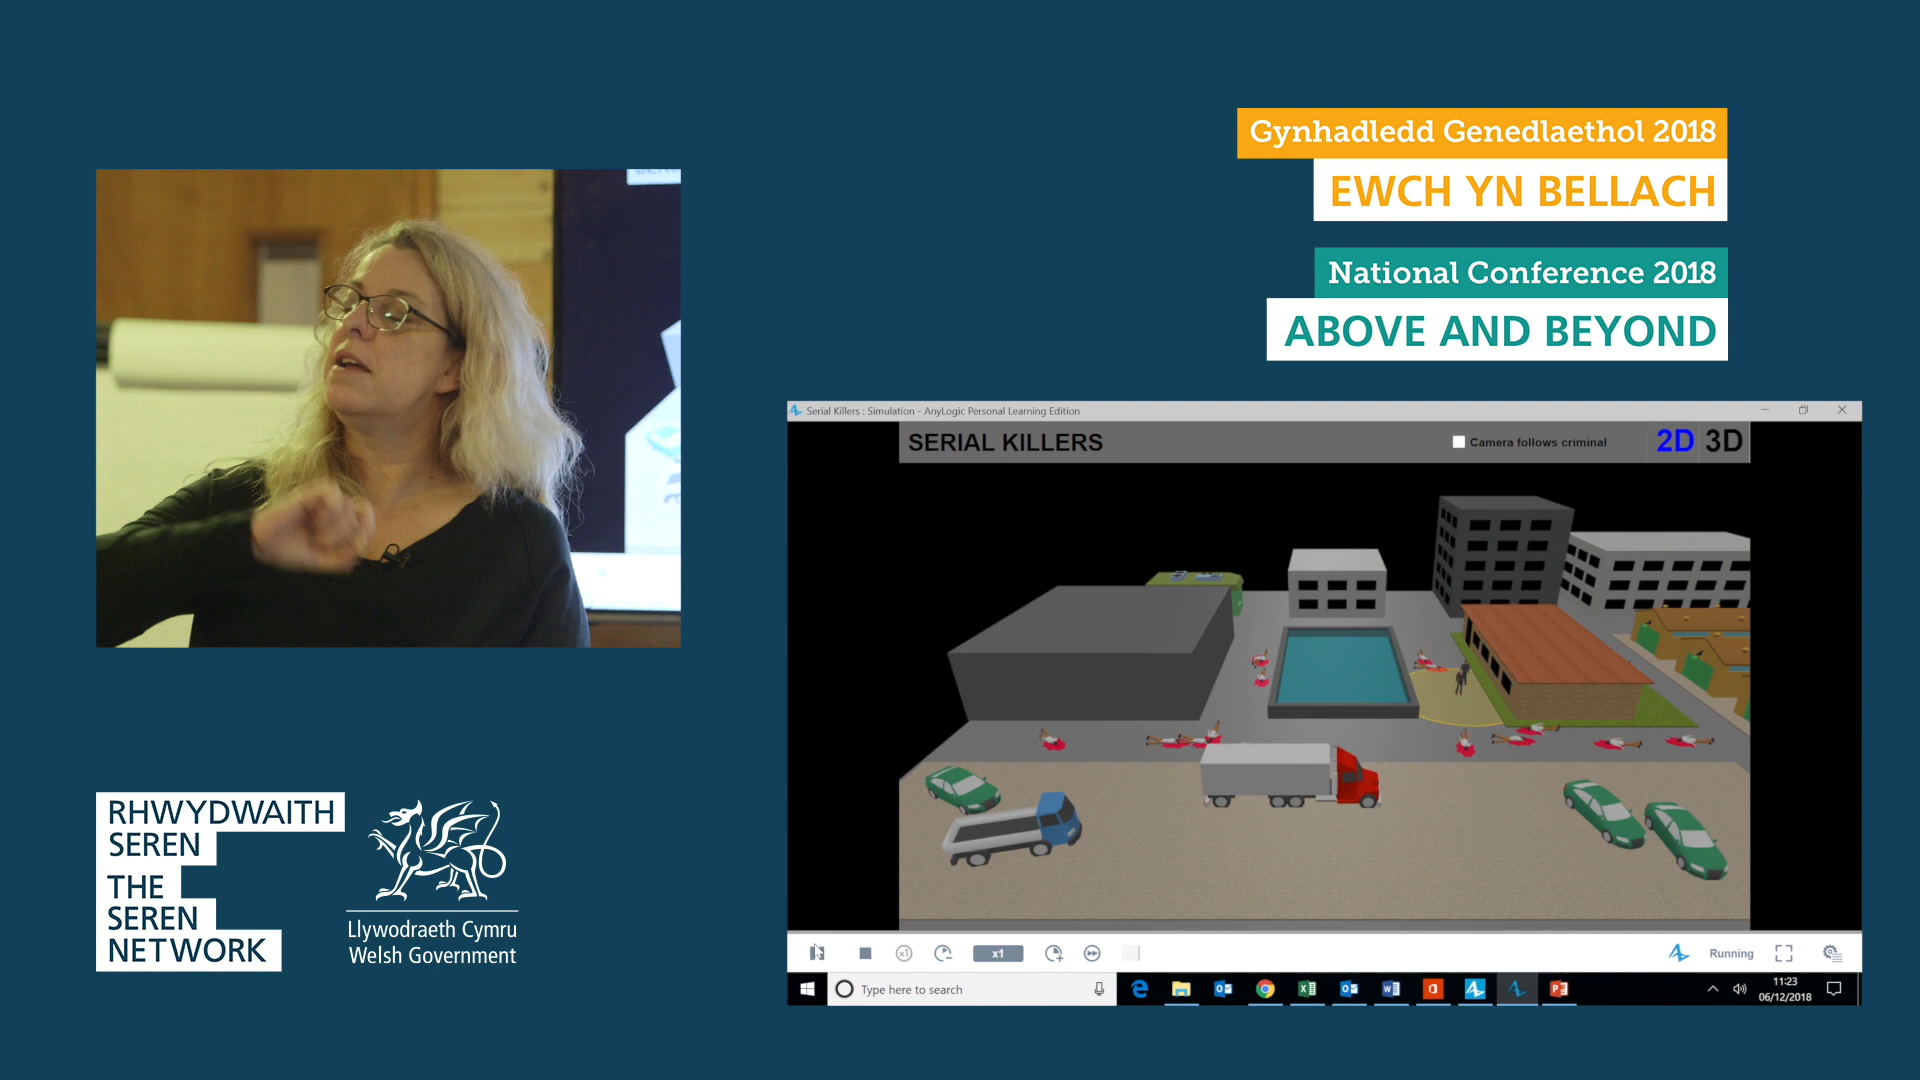 Gynhadledd Genedlaethol 2018
EWCH YN BELLACH
National Conference 2018
ABOVE AND BEYOND
Serial Killers : Simulation - AnyLogic Personal Learning Edition
SERIAL KILLERS
Camera follows criminal
2D 3D
x1
x1
Running
Type here to search
11:23
06/12/2018
RHWYDWAITH
SEREN
THE
SEREN
NETWORK
Llywodraeth Cymru
Welsh Government